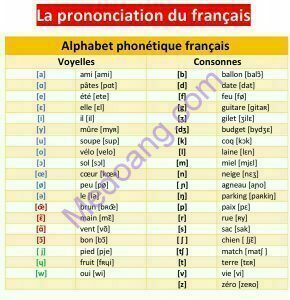 La prononciation du français
Alphabet phonétique français
Voyelles Consonnes
[a] ami [ami] [b] ballon [balɔ̃]
[ɑ] pâtes [pɑt] [d] date [dat]
[e] été [ete] [f] feu [fø]
[ɛ] elle [ɛl] [g] guitare [gitaʀ]
[i] il [il] [ʒ] gilet [ʒilɛ]
[y] mûre [myʀ] [dʒ] budget [bydʒɛ]
[u] soupe [sup] [k] coq [kɔk]
[o] vélo [velo] [l] laine [lɛn]
[ɔ] sol [sɔl] [m] miel [mjɛl]
[œ] cœur [kœʀ] [n] neige [nɛʒ]
[ø] peu [pø] [ɲ] agneau [aɲo]
[ə] le [lə] [ŋ] parking [paʀkiŋ]
[œ̃] brun [bʀœ̃] [p] paix [pɛ]
[ɛ̃] main [mɛ̃] [r] rue [ʀy]
[ɑ̃] vent [vɑ̃] [s] sac [sak]
[ɔ̃] bon [bɔ̃] [ʃ] chien [ʃjɛ̃]
[j] pied [pje] [tʃ] match [matʃ]
[ɥ] fruit [fʀɥi] [t] terre [tɛʀ]
[w] oui [wi] [v] vie [vi]
[z] zéro [zeʀo]
Medoang.com